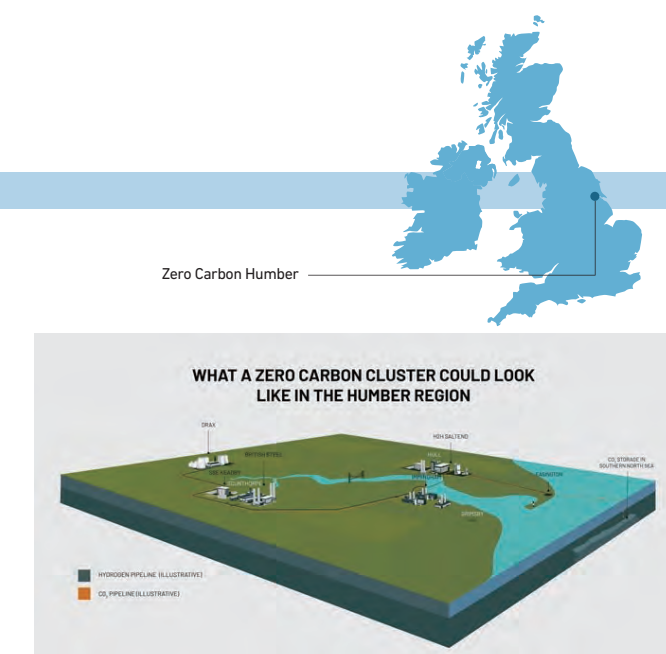 Zero Carbon Humber
WHAT A ZERO CARBON CLUSTER COULD LOOK
LIKE IN THE HUMBER REGION
DRAX
BRITISH STEEL
SCUNTHORPE
H2H SALTEND
HULL
EASINGTON
CO₂ STORAGE IN
SOUTHERN NORTH SEA
GRIMSBY
HYDROGEN PIPELINE (ILLUSTRATIVE)
CO₂ PIPELINE (ILLUSTRATIVE)